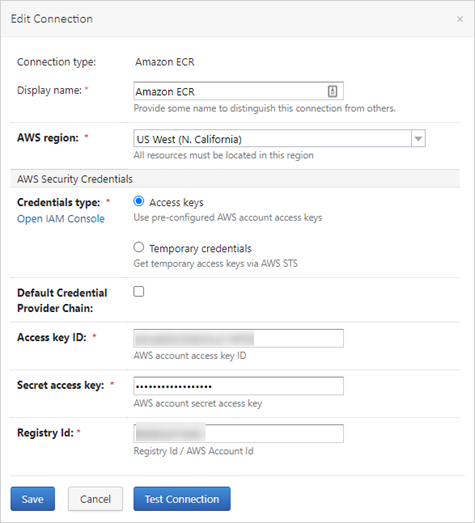 Edit Connection
Connection type: Amazon ECR
Display name: * Amazon ECR
Provide some name to distinguish this connection from others.
AWS region: * US West (N. California)
All resources must be located in this region
AWS Security Credentials
Credentials type: * Access keys
Open IAM Console Use pre-configured AWS account access keys
Temporary credentials
Get temporary access keys via AWS STS
Default Credential
Provider Chain:
Access key ID: *
AWS account access key ID
Secret access key: * ••••••••••••••••••
AWS account secret access key
Registry Id: *
Registry Id / AWS Account Id
Save Cancel Test Connection